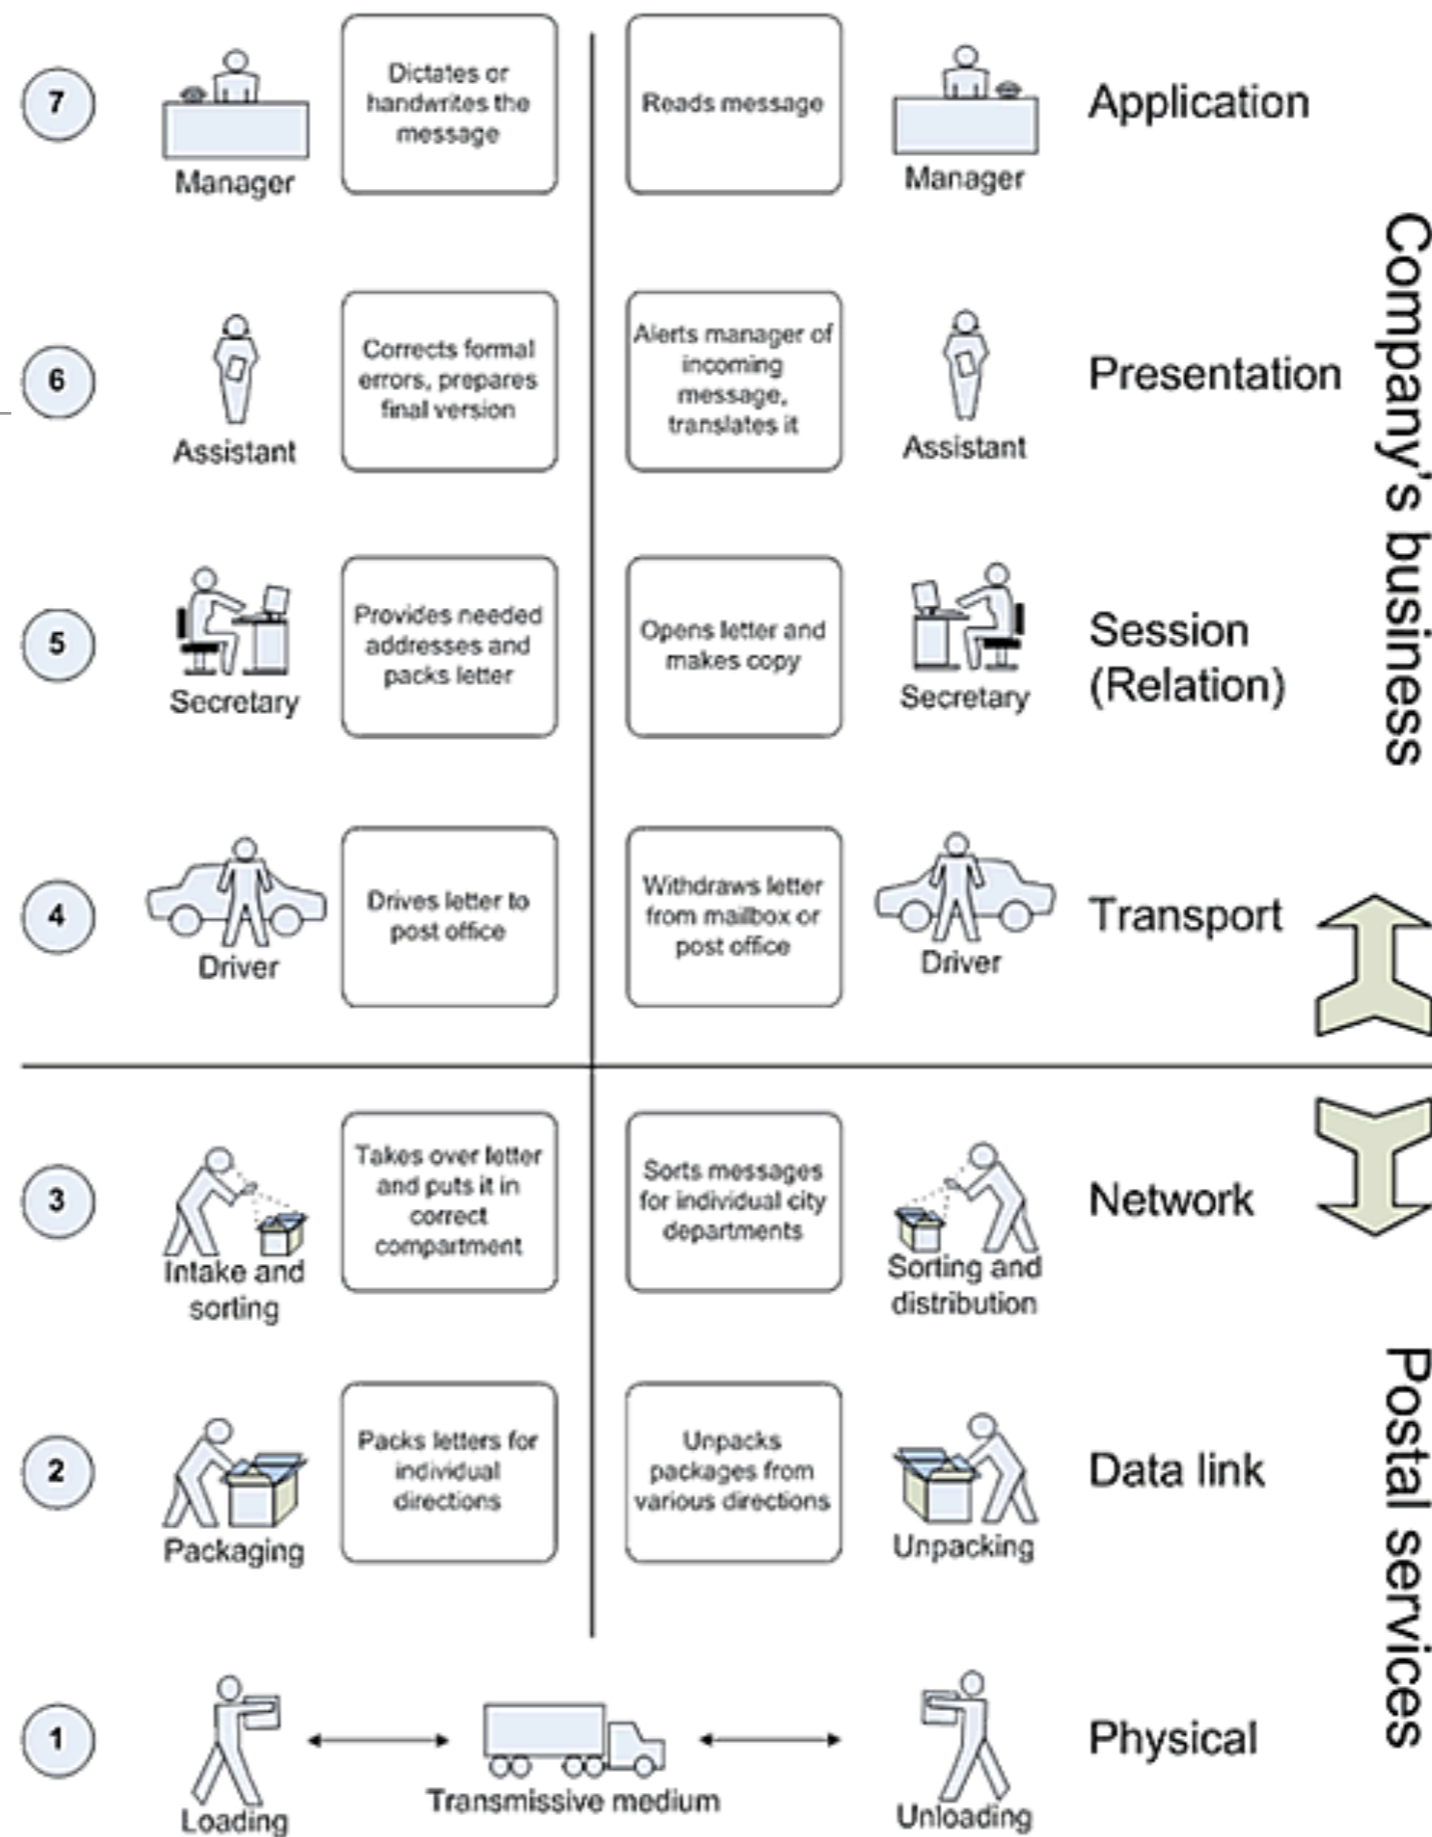 7
Manager
Dictates or
handwrites the
message
Reads message
Manager
Application
6
Assistant
Corrects formal
errors, prepares
final version
Alerts manager of
incoming
message,
translates it
Assistant
Presentation
5
Secretary
Provides needed
addresses and
packs letter
Opens letter and
makes copy
Secretary
Session
(Relation)
Company's business
4
Driver
Drives letter to
post office
Withdraws letter
from mailbox or
post office
Driver
Transport
3
Intake and
sorting
Takes over letter
and puts it in
correct
compartment
Sorts messages
for individual city
departments
Sorting and
distribution
Network
2
Packaging
Packs letters for
individual
directions
Unpacks
packages from
various directions
Unpacking
Data link
Postal services
1
Loading
Transmissive medium
Unloading
Physical